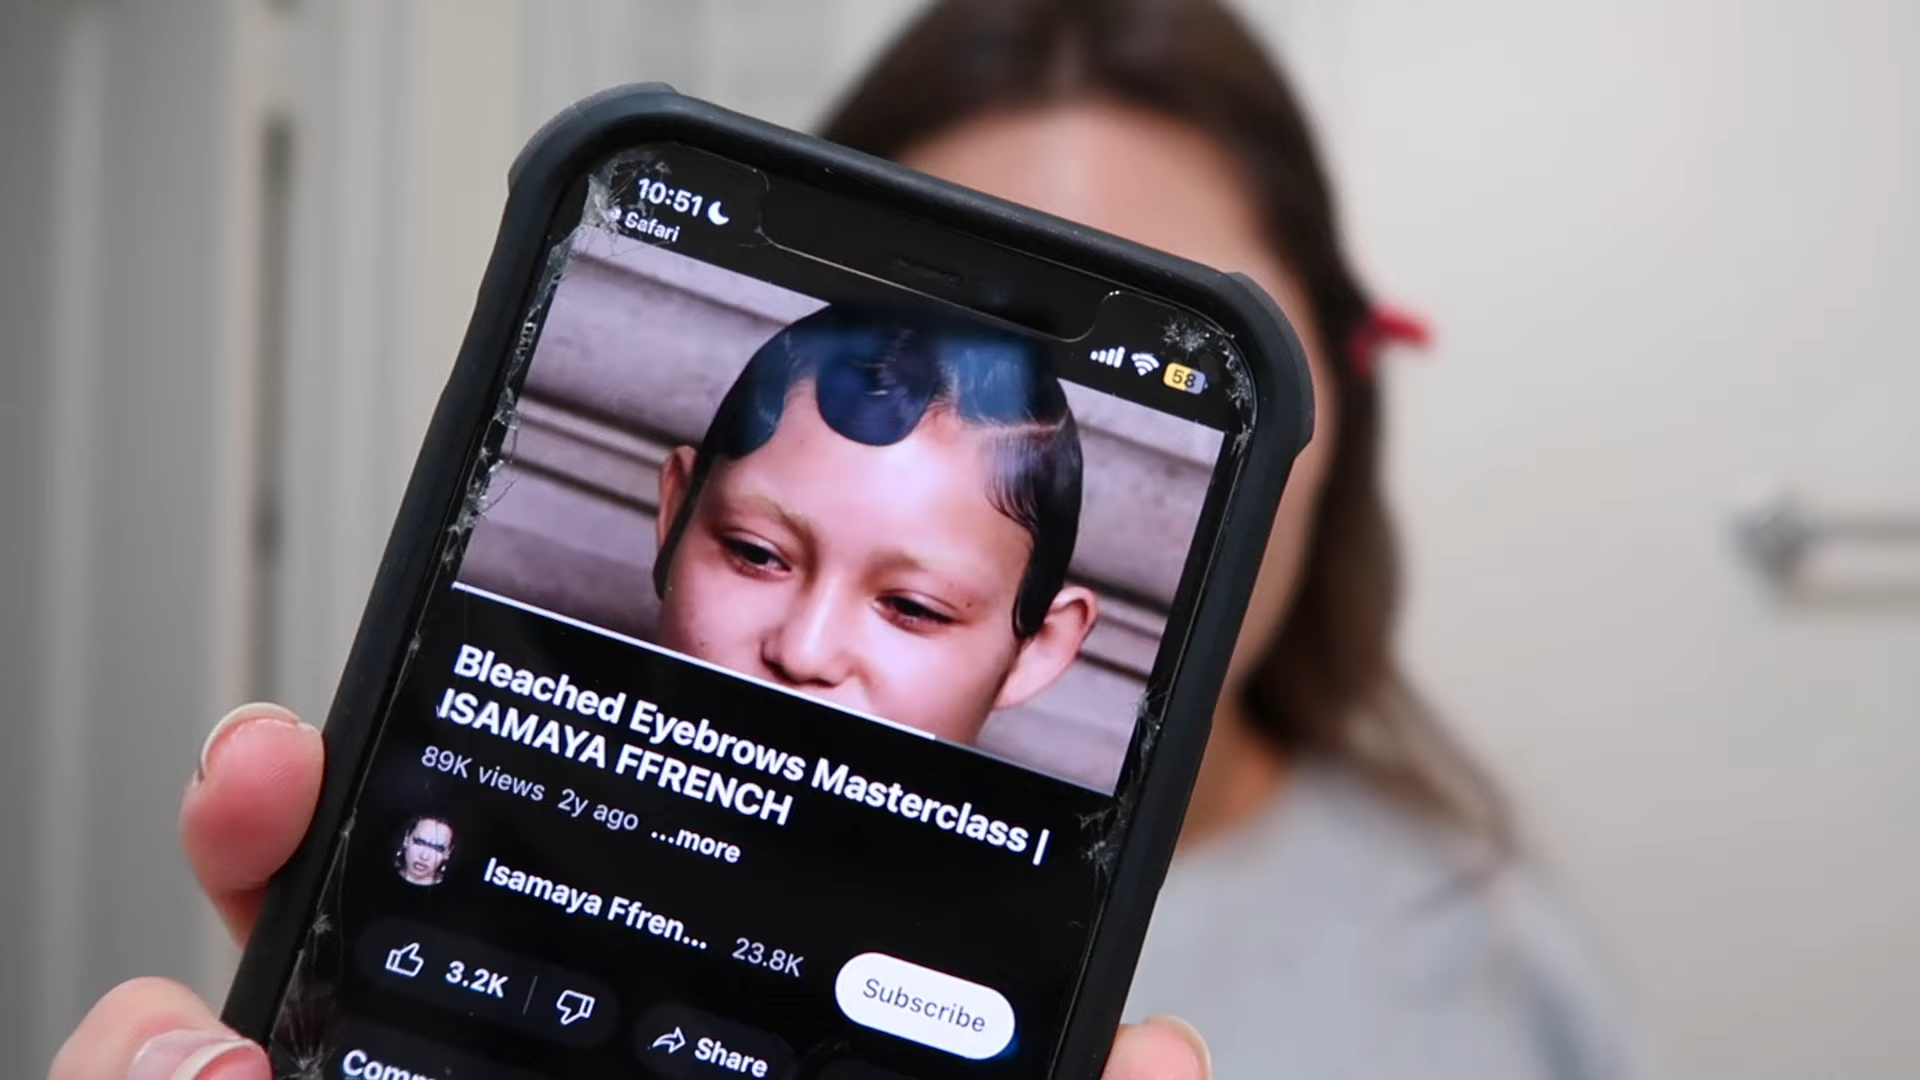 10:51
Safari
58
Bleached Eyebrows Masterclass |
ISAMAYA FFRENCH
89K views 2y ago ...more
Isamaya Ffren... 23.8K
Subscribe
3.2K
Share
Comm